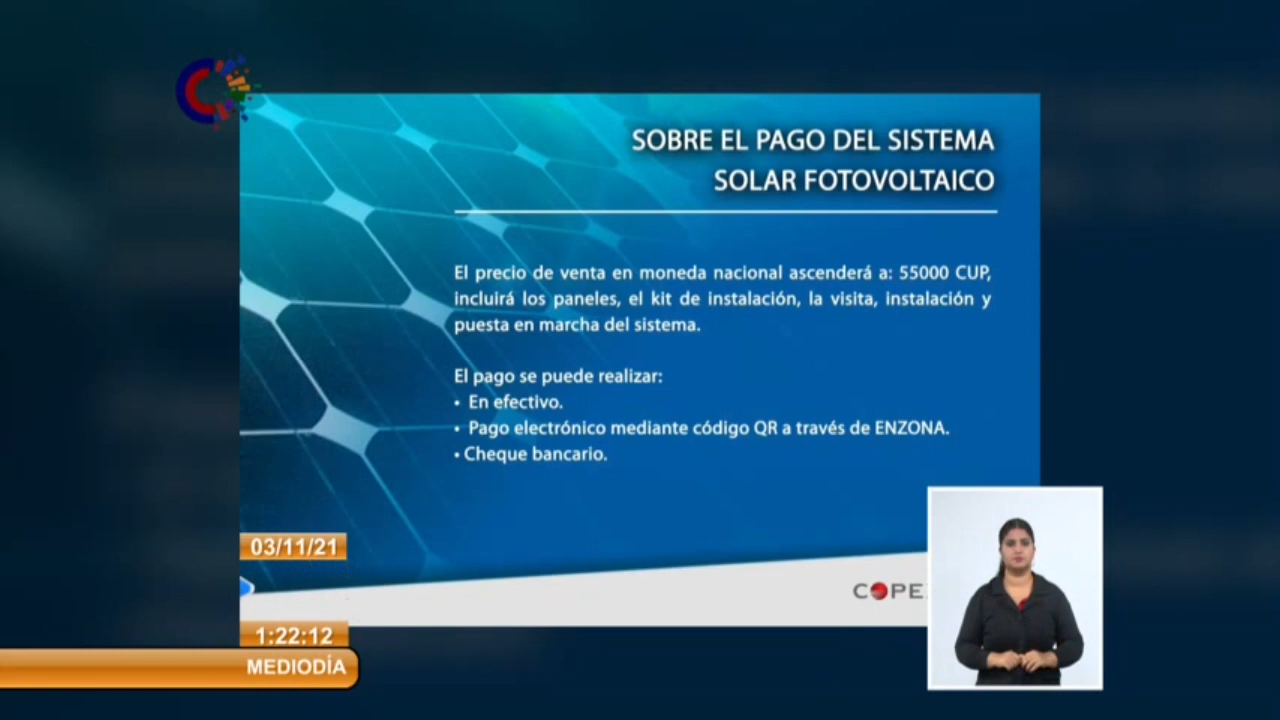 SOBRE EL PAGO DEL SISTEMA
SOLAR FOTOVOLTAICO
El precio de venta en moneda nacional ascenderá a: 55000 CUP,
incluirá los paneles, el kit de instalación, la visita, instalación y
puesta en marcha del sistema.
El pago se puede realizar:
• En efectivo.
• Pago electrónico mediante código QR a través de ENZONA.
• Cheque bancario.
03/11/21
COPE
1:22:12
MEDIODÍA